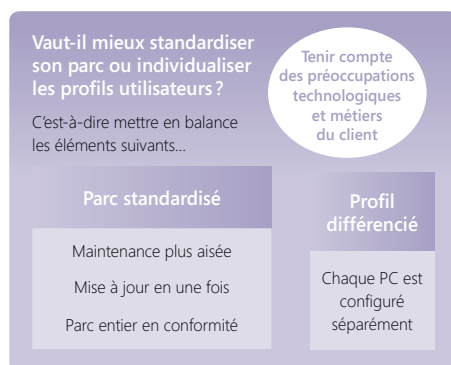 Vaut-il mieux standardiser
son parc ou individualiser
les profils utilisateurs ?
C’est-à-dire mettre en balance
les éléments suivants...
Tenir compte
des préoccupations
technologiques
et métiers
du client
Parc standardisé
Maintenance plus aisée
Mise à jour en une fois
Parc entier en conformité
Profil
différencié
Chaque PC est
configuré
séparément